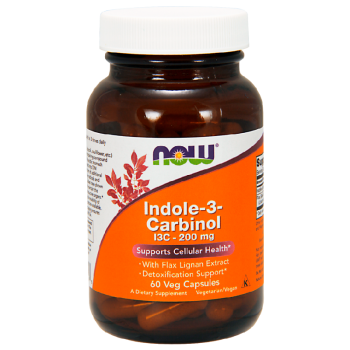 NOW
Indole-3-
Carbinol
I3C - 200 mg
Supports Cellular Health*
• With Flax Lignan Extract
• Detoxification Support*
60 Veg Capsules
A Dietary Supplement Vegetarian/Vegan